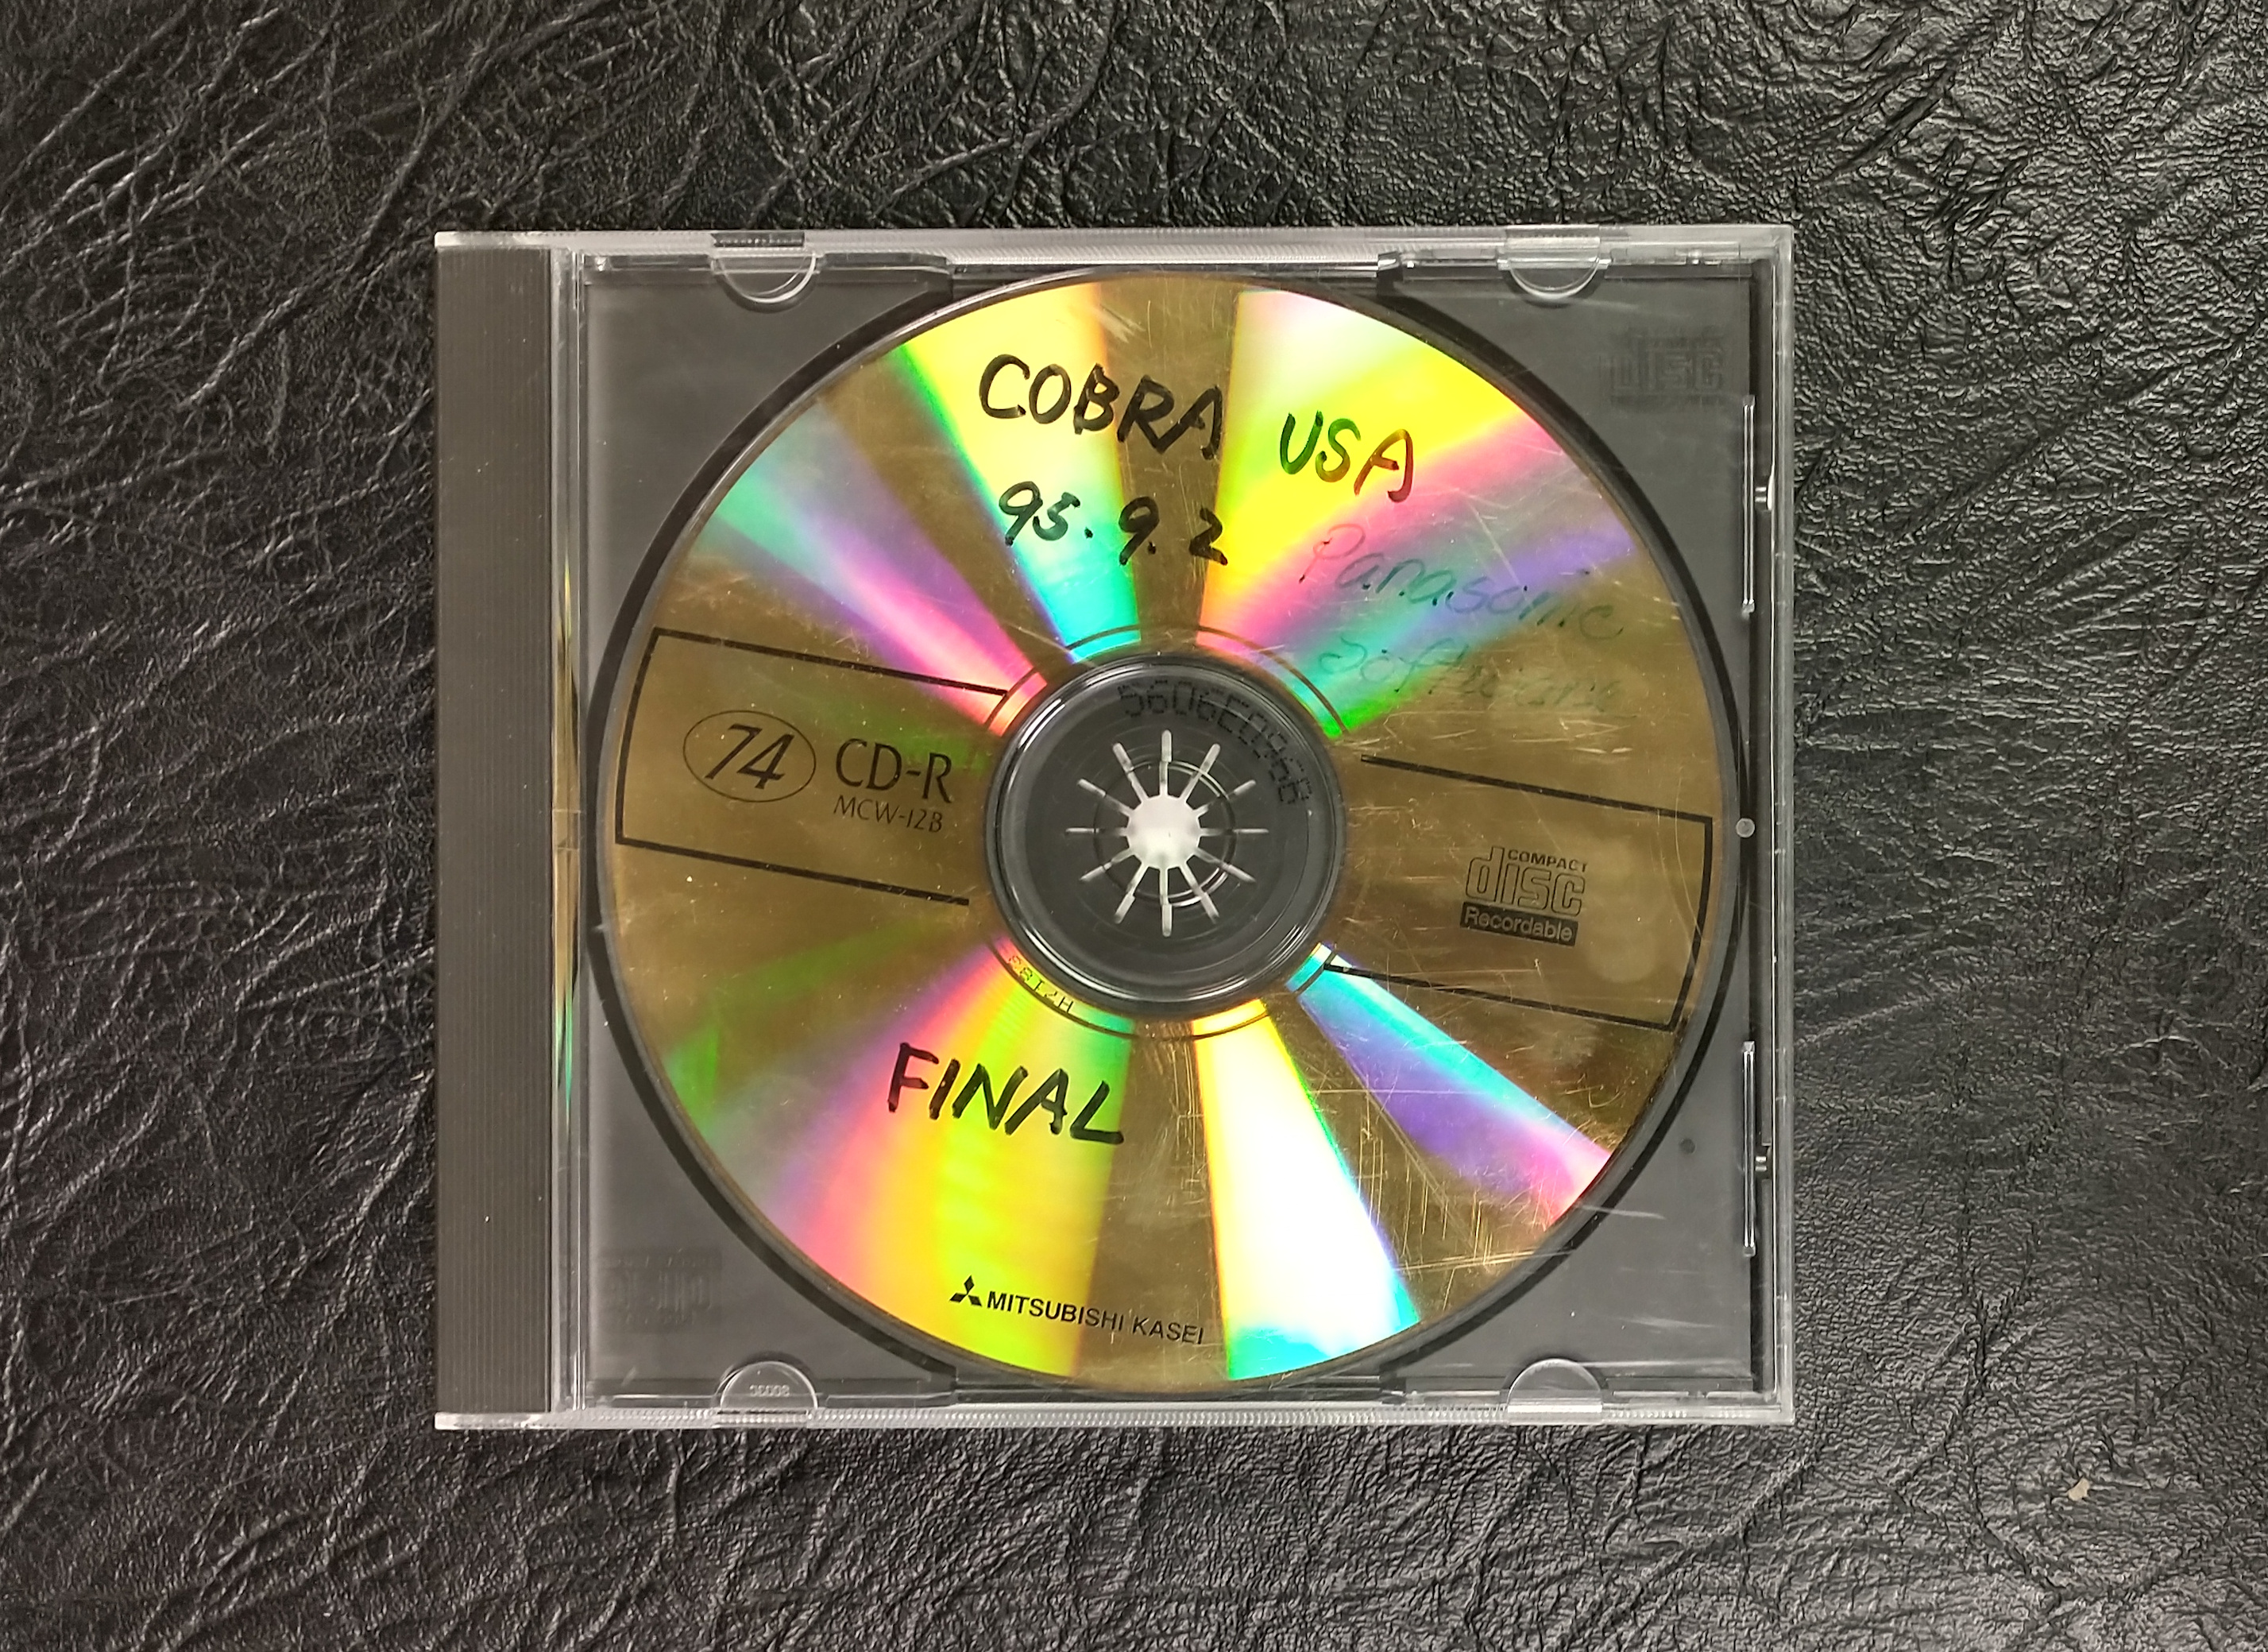 COBRA USA
95.9.2
Panasonic
Software
74 CD-R
MCW-12B
COMPACT
disc
Recordable
FINAL
MITSUBISHI KASEI